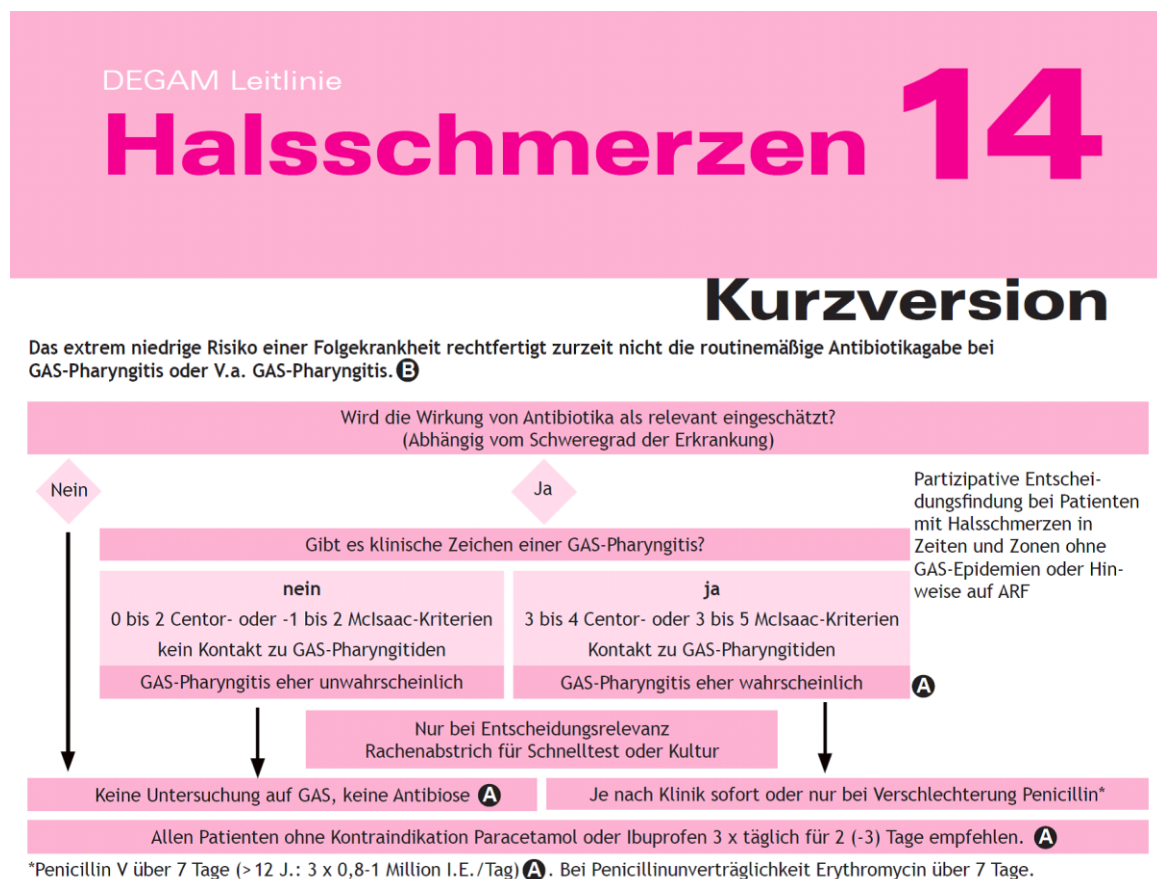 DEGAM Leitlinie
Halsschmerzen 14
Kurzversion
Das extrem niedrige Risiko einer Folgekrankheit rechtfertigt zurzeit nicht die routinemäßige Antibiotikagabe bei
GAS-Pharyngitis oder V.a. GAS-Pharyngitis. B
Wird die Wirkung von Antibiotika als relevant eingeschätzt?
(Abhängig vom Schweregrad der Erkrankung)
Nein
Ja
Partizipative Entschei-
dungsfindung bei Patienten
mit Halsschmerzen in
Zeiten und Zonen ohne
GAS-Epidemien oder Hin-
weise auf ARF
Gibt es klinische Zeichen einer GAS-Pharyngitis?
nein
0 bis 2 Centor- oder -1 bis 2 McIsaac-Kriterien
kein Kontakt zu GAS-Pharyngitiden
GAS-Pharyngitis eher unwahrscheinlich
ja
3 bis 4 Centor- oder 3 bis 5 McIsaac-Kriterien
Kontakt zu GAS-Pharyngitiden
GAS-Pharyngitis eher wahrscheinlich A
Nur bei Entscheidungsrelevanz
Rachenabstrich für Schnelltest oder Kultur
Keine Untersuchung auf GAS, keine Antibiose A
Je nach Klinik sofort oder nur bei Verschlechterung Penicillin*
Allen Patienten ohne Kontraindikation Paracetamol oder Ibuprofen 3 x täglich für 2 (-3) Tage empfehlen. A
*Penicillin V über 7 Tage (>12 J.: 3 x 0,8-1 Million I.E./Tag) A. Bei Penicillinunverträglichkeit Erythromycin über 7 Tage.